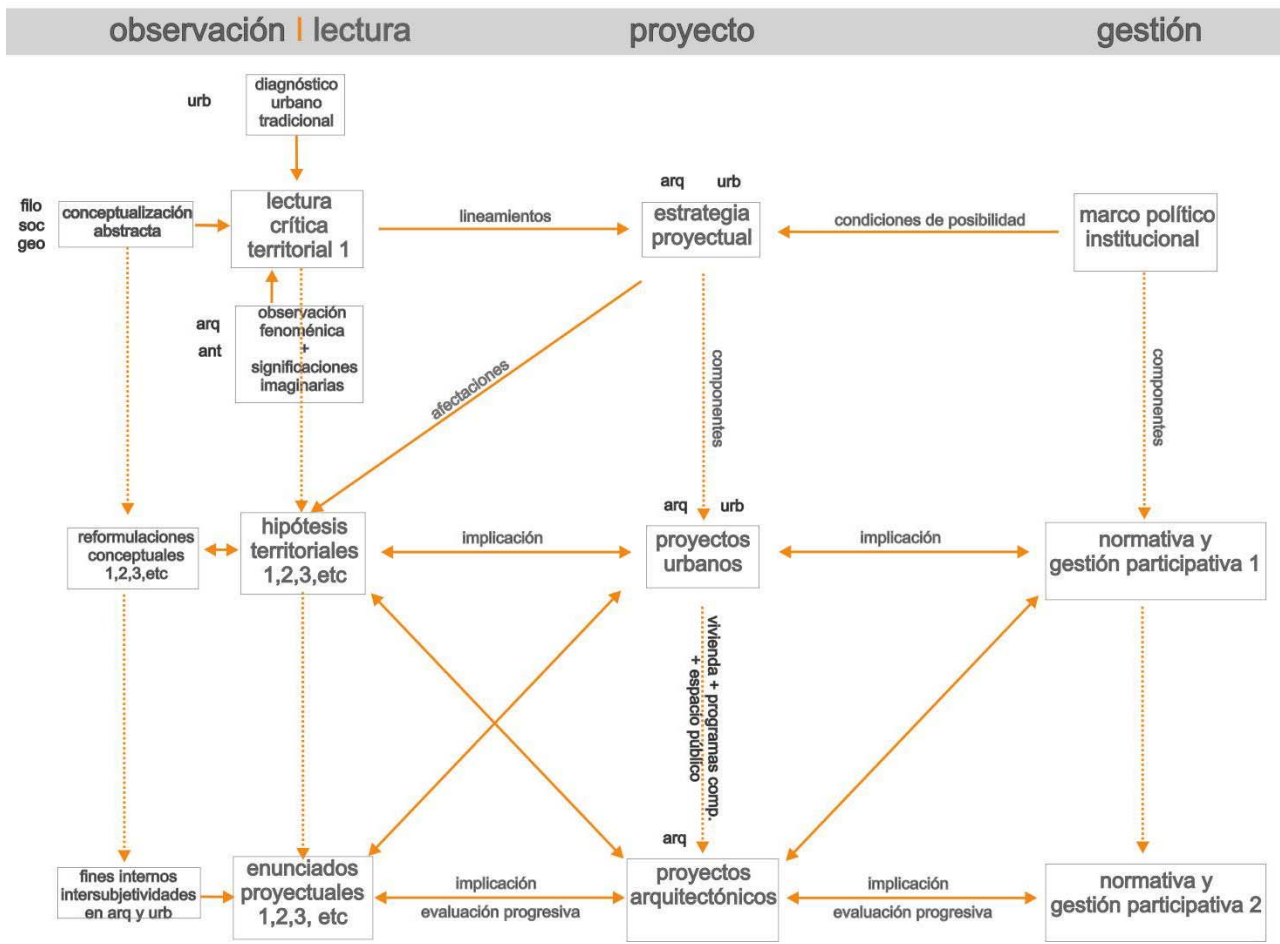 observación | lectura
proyecto
gestión
urb
diagnóstico
urbano
tradicional
filo
soc
geo
conceptualización
abstracta
lectura
crítica
territorial 1
lineamientos
arq urb
estrategia
proyectual
condiciones de posibilidad
marco político
institucional
arq
ant
observación
fenoménica
+
significaciones
imaginarias
afectaciones
componentes
componentes
reformulaciones
conceptuales
1,2,3,etc
hipótesis
territoriales
1,2,3,etc
implicación
arq urb
proyectos
urbanos
implicación
normativa y
gestión participativa 1
vivienda + programas comp.
+ espacio público
fines internos
intersubjetividades
en arq y urb
enunciados
proyectuales
1,2,3, etc
implicación
evaluación progresiva
arq
proyectos
arquitectónicos
implicación
evaluación progresiva
normativa y
gestión participativa 2